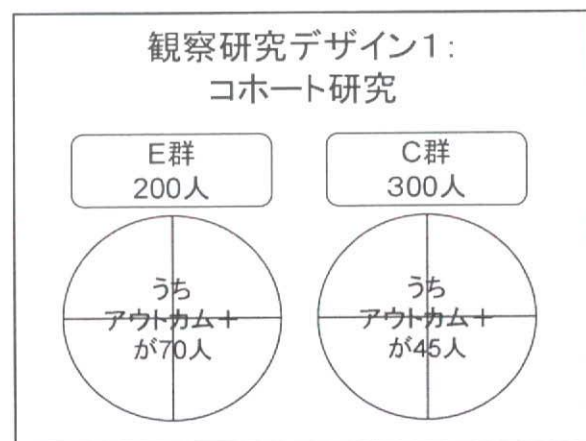 観察研究デザイン1:
コホート研究
E群
200人
C群
300人
うち
アウトカム+
が70人
うち
アウトカム+
が45人